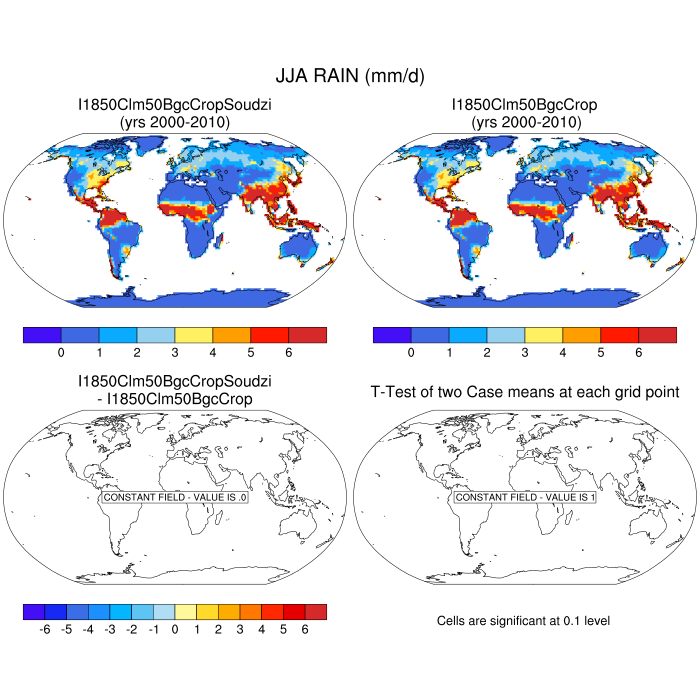 JJA RAIN (mm/d)
I1850Clm50BgcCropSoudzi
(yrs 2000-2010)
I1850Clm50BgcCrop
(yrs 2000-2010)
0 1 2 3 4 5 6
0 1 2 3 4 5 6
I1850Clm50BgcCropSoudzi
- I1850Clm50BgcCrop
T-Test of two Case means at each grid point
CONSTANT FIELD - VALUE IS .0
CONSTANT FIELD - VALUE IS 1
-6 -5 -4 -3 -2 -1 0 1 2 3 4 5 6
Cells are significant at 0.1 level